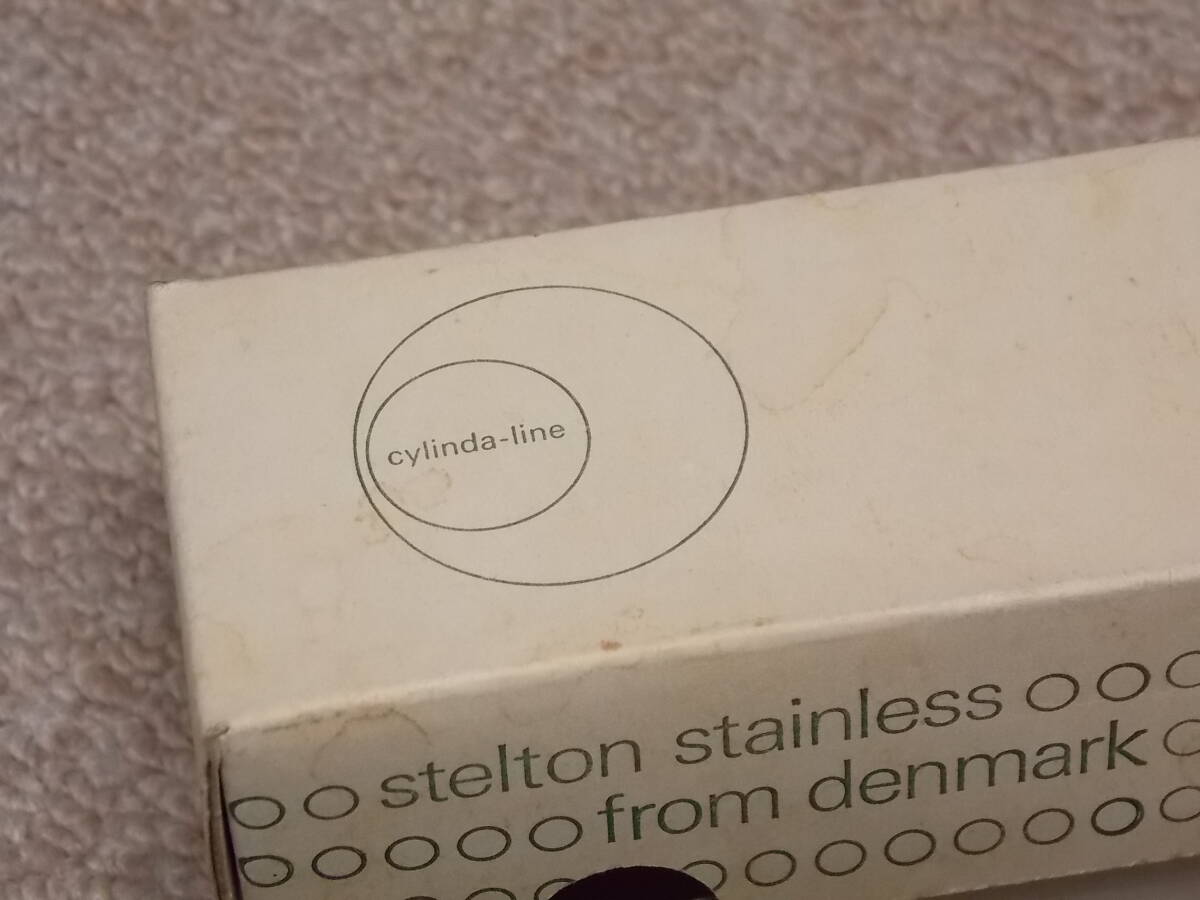 cylinda-line
stelton stainless
from denmark